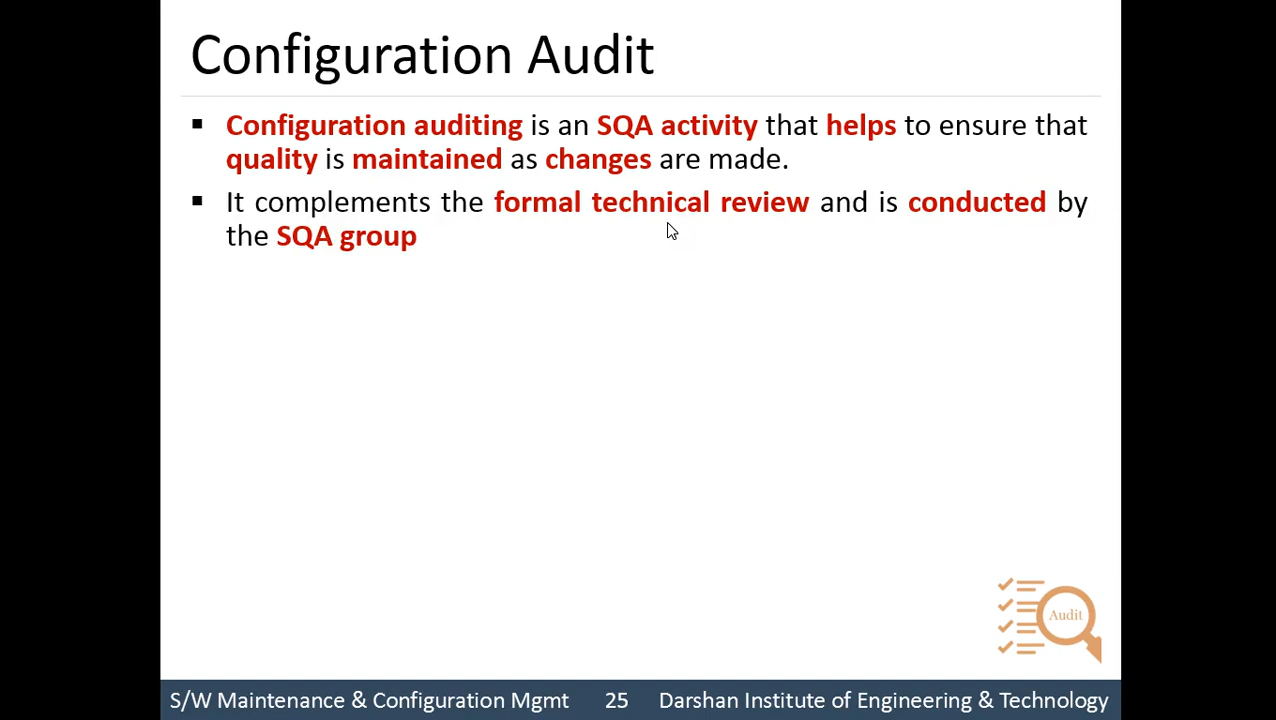 Configuration Audit
▪ Configuration auditing is an SQA activity that helps to ensure that
quality is maintained as changes are made.
▪ It complements the formal technical review and is conducted by
the SQA group
Audit
S/W Maintenance & Configuration Mgmt 25 Darshan Institute of Engineering & Technology